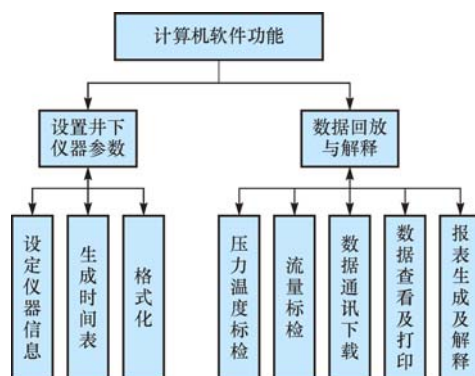 计算机软件功能
设置井下
仪器参数
数据回放
与解释
设定仪器信息
生成时间表
格式化
压力温度标检
流量标检
数据通讯下载
数据查看及打印
报表生成及解释